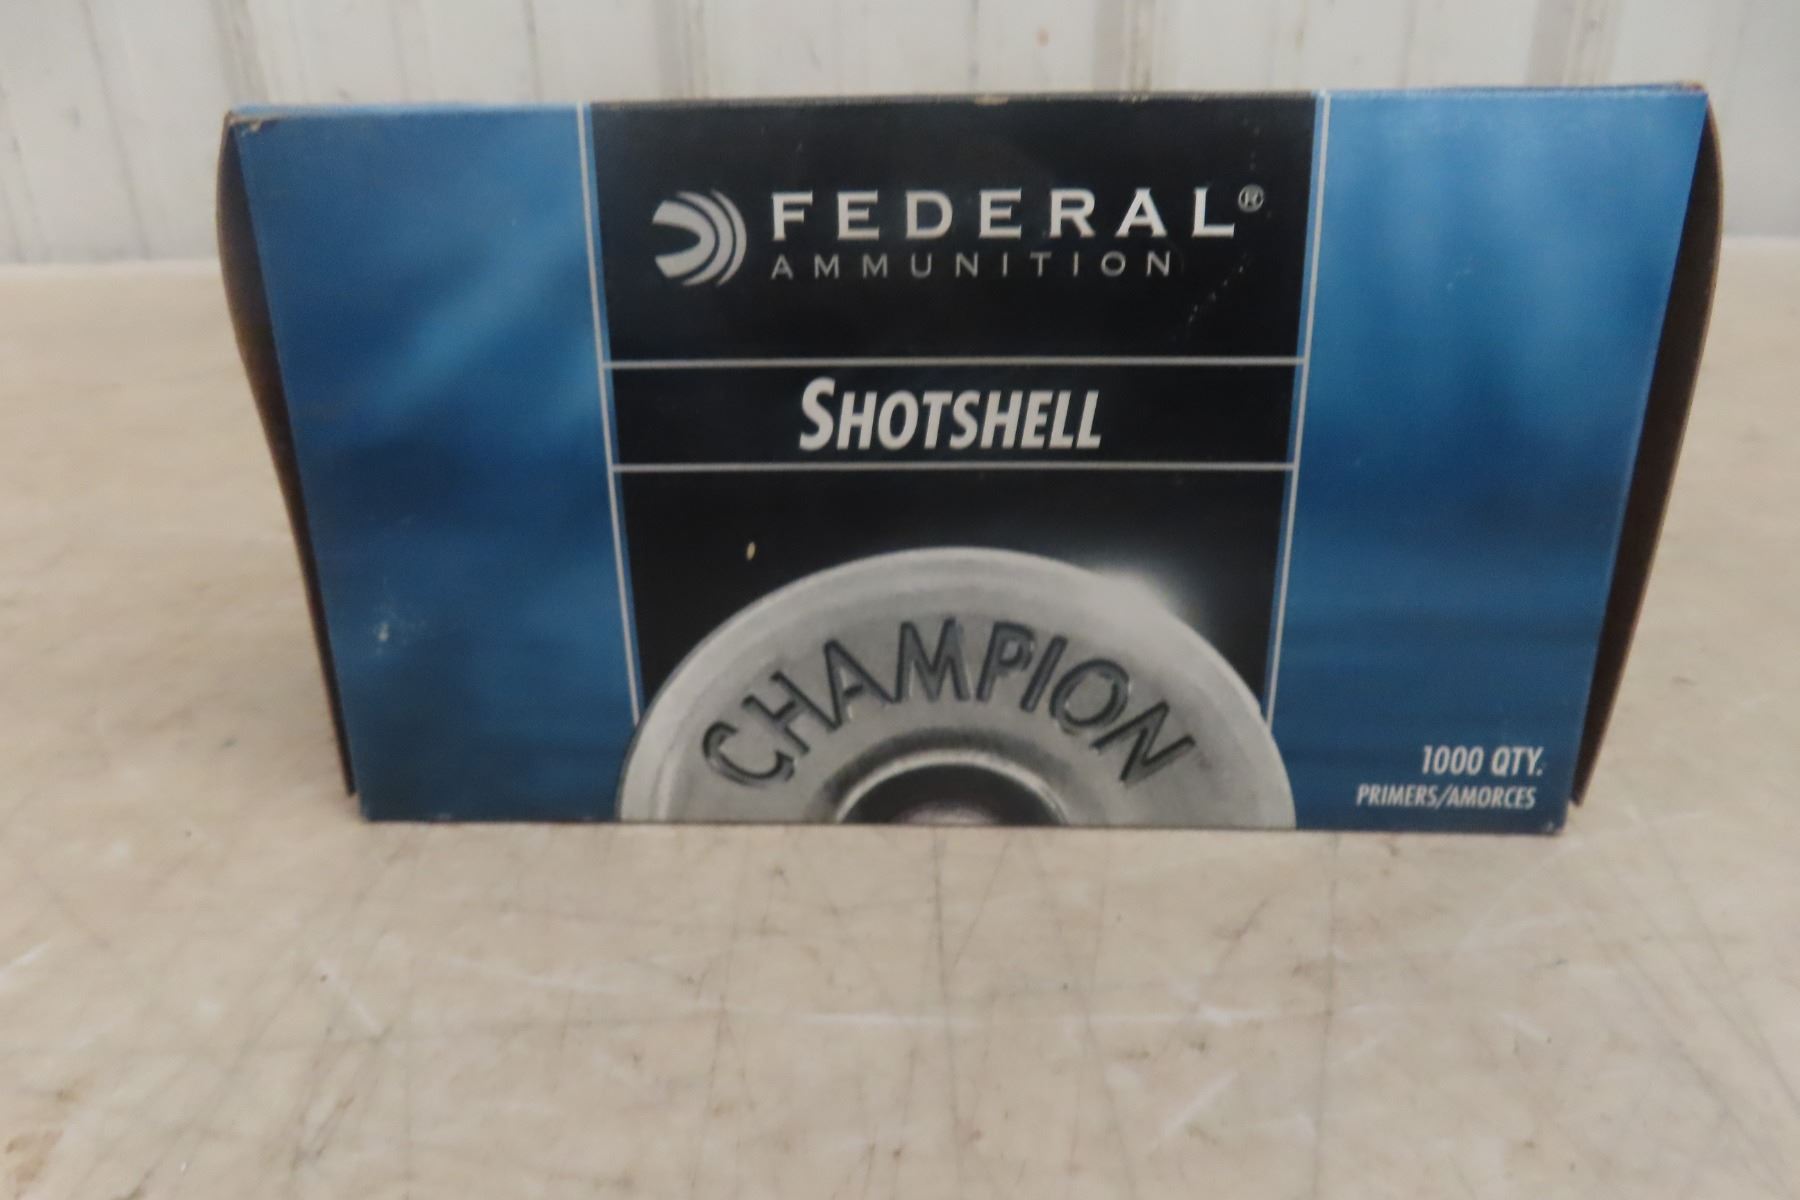 FEDERAL®
AMMUNITION
SHOTSHELL
CHAMPION
1000 QTY.
PRIMERS/AMORCES